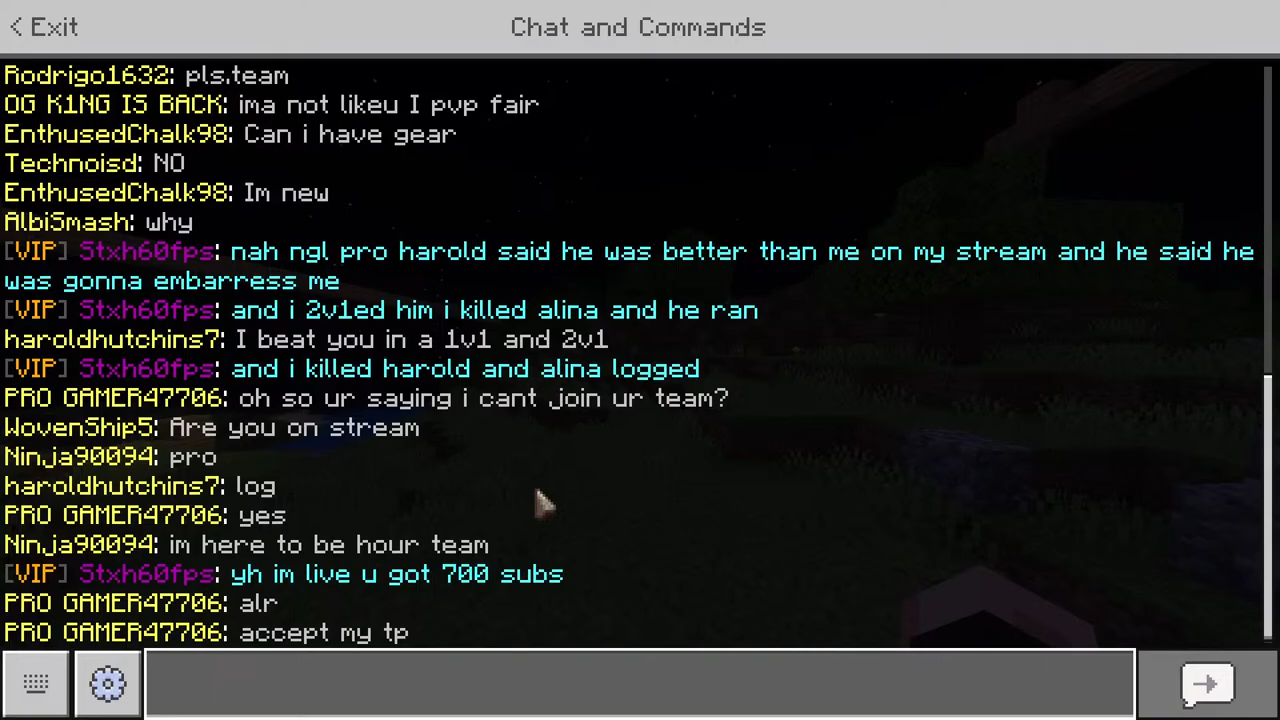 < Exit
Chat and Commands
Rodrigo1632: pls.team
OG K1NG IS BACK: ima not likeu I pvp fair
EnthusedChalk98: Can i have gear
Technoisd: NO
EnthusedChalk98: Im new
AlbiSmash: why
[VIP] Stxh60fps: nah ngl pro harold said he was better than me on my stream and he said he
was gonna embarress me
[VIP] Stxh60fps: and i 2v1ed him i killed alina and he ran
haroldhutchins7: I beat you in a 1v1 and 2v1
[VIP] Stxh60fps: and i killed harold and alina logged
PRO GAMER47706: oh so ur saying i cant join ur team?
WovenShip5: Are you on stream
Ninja90094: pro
haroldhutchins7: log
PRO GAMER47706: yes
Ninja90094: im here to be hour team
[VIP] Stxh60fps: yh im live u got 700 subs
PRO GAMER47706: alr
PRO GAMER47706: accept my tp